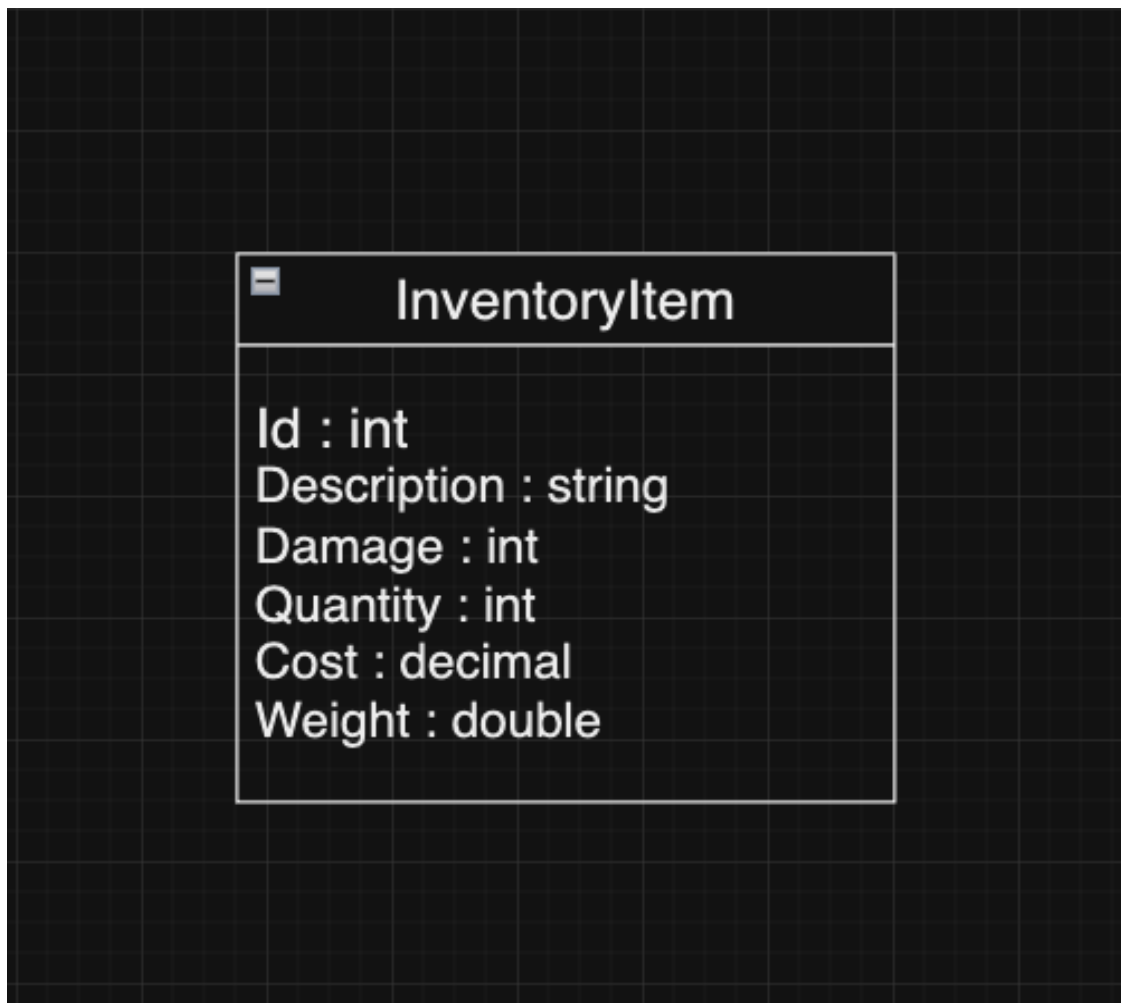 InventoryItem
Id : int
Description : string
Damage : int
Quantity : int
Cost : decimal
Weight : double